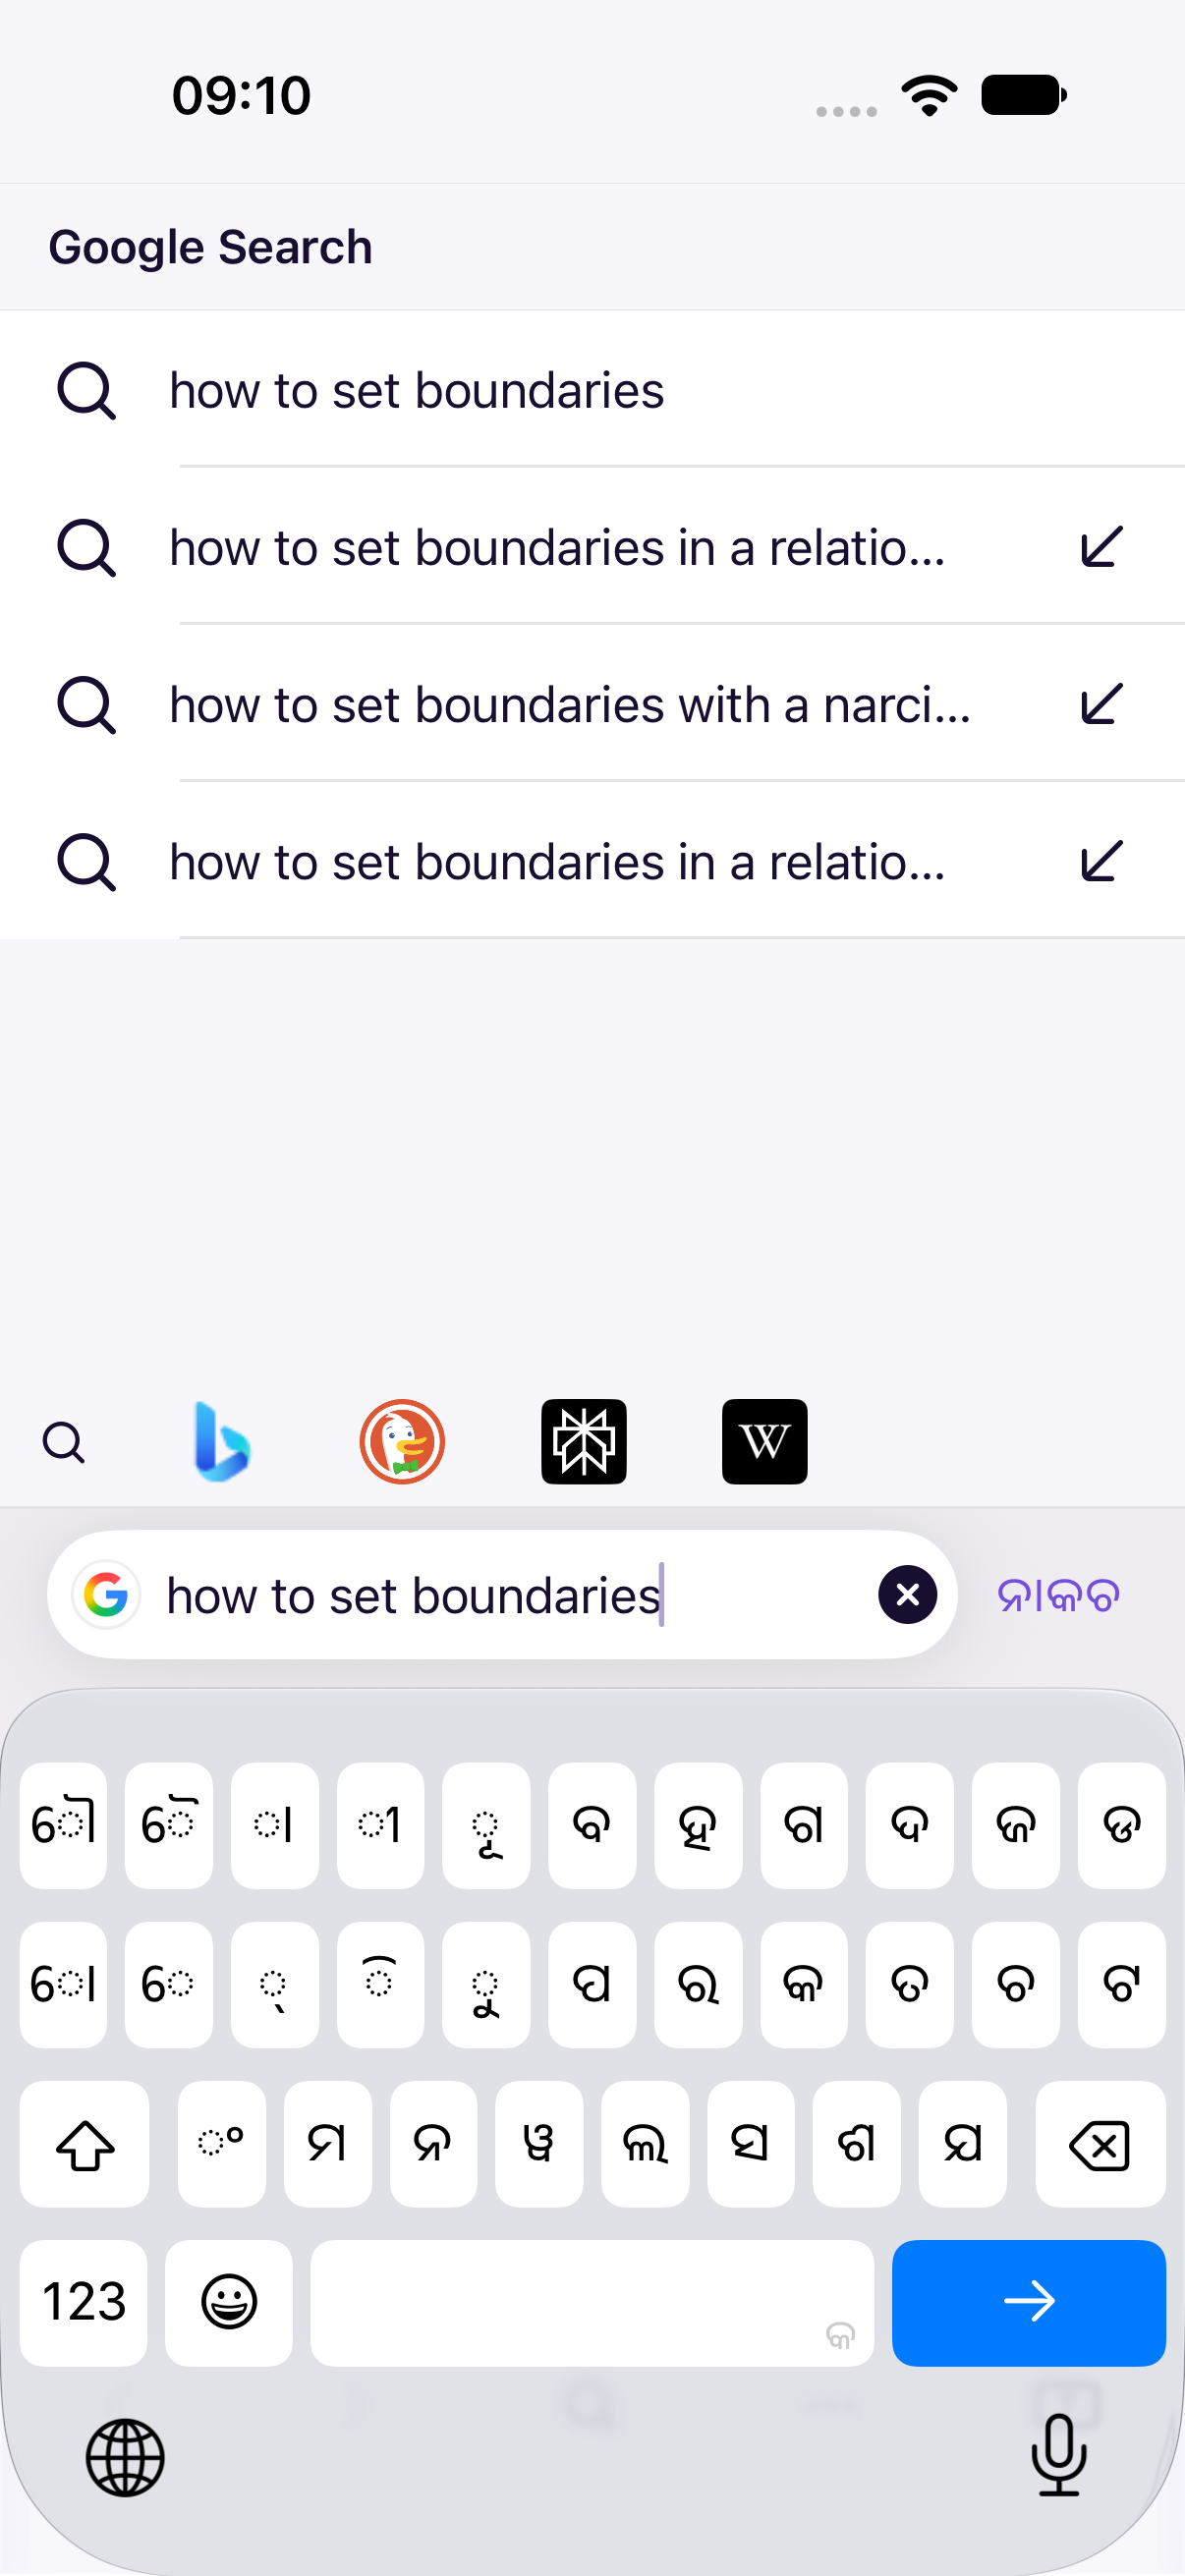 09:10
Google Search
how to set boundaries
how to set boundaries in a relatio...
how to set boundaries with a narci...
how to set boundaries in a relatio...
W
how to set boundaries
ନାକଚ
ୌ ୈ ା ୀ ୂ ବ ହ ଗ ଦ ଜ ଡ
ୋ େ ୍ ି ୁ ପ ର କ ତ ଚ ଟ
ଂ ମ ନ ୱ ଲ ସ ଶ ଯ
123
କ